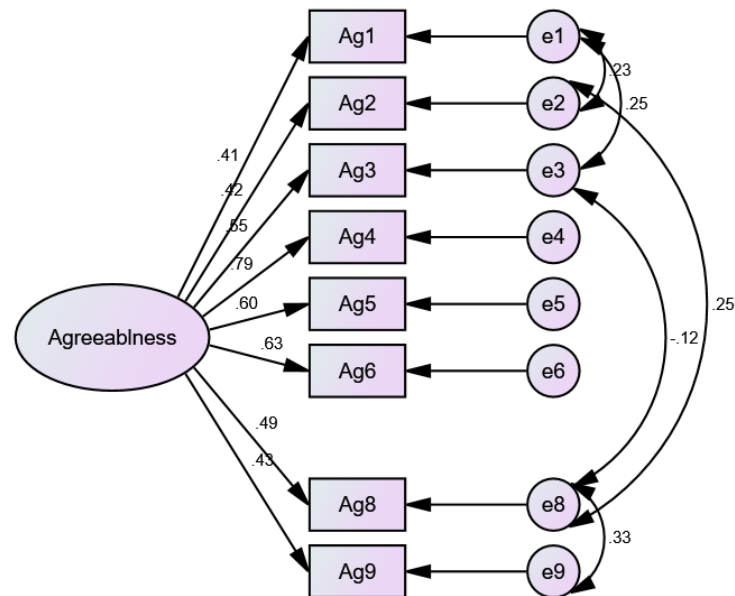 Ag1
e1
.23
Ag2
e2
.25
.41
Ag3
e3
.42
.55
Ag4
e4
.79
.60
Ag5
e5
.25
Agreeablness
.63
-.12
Ag6
e6
.49
.43
Ag8
e8
.33
Ag9
e9